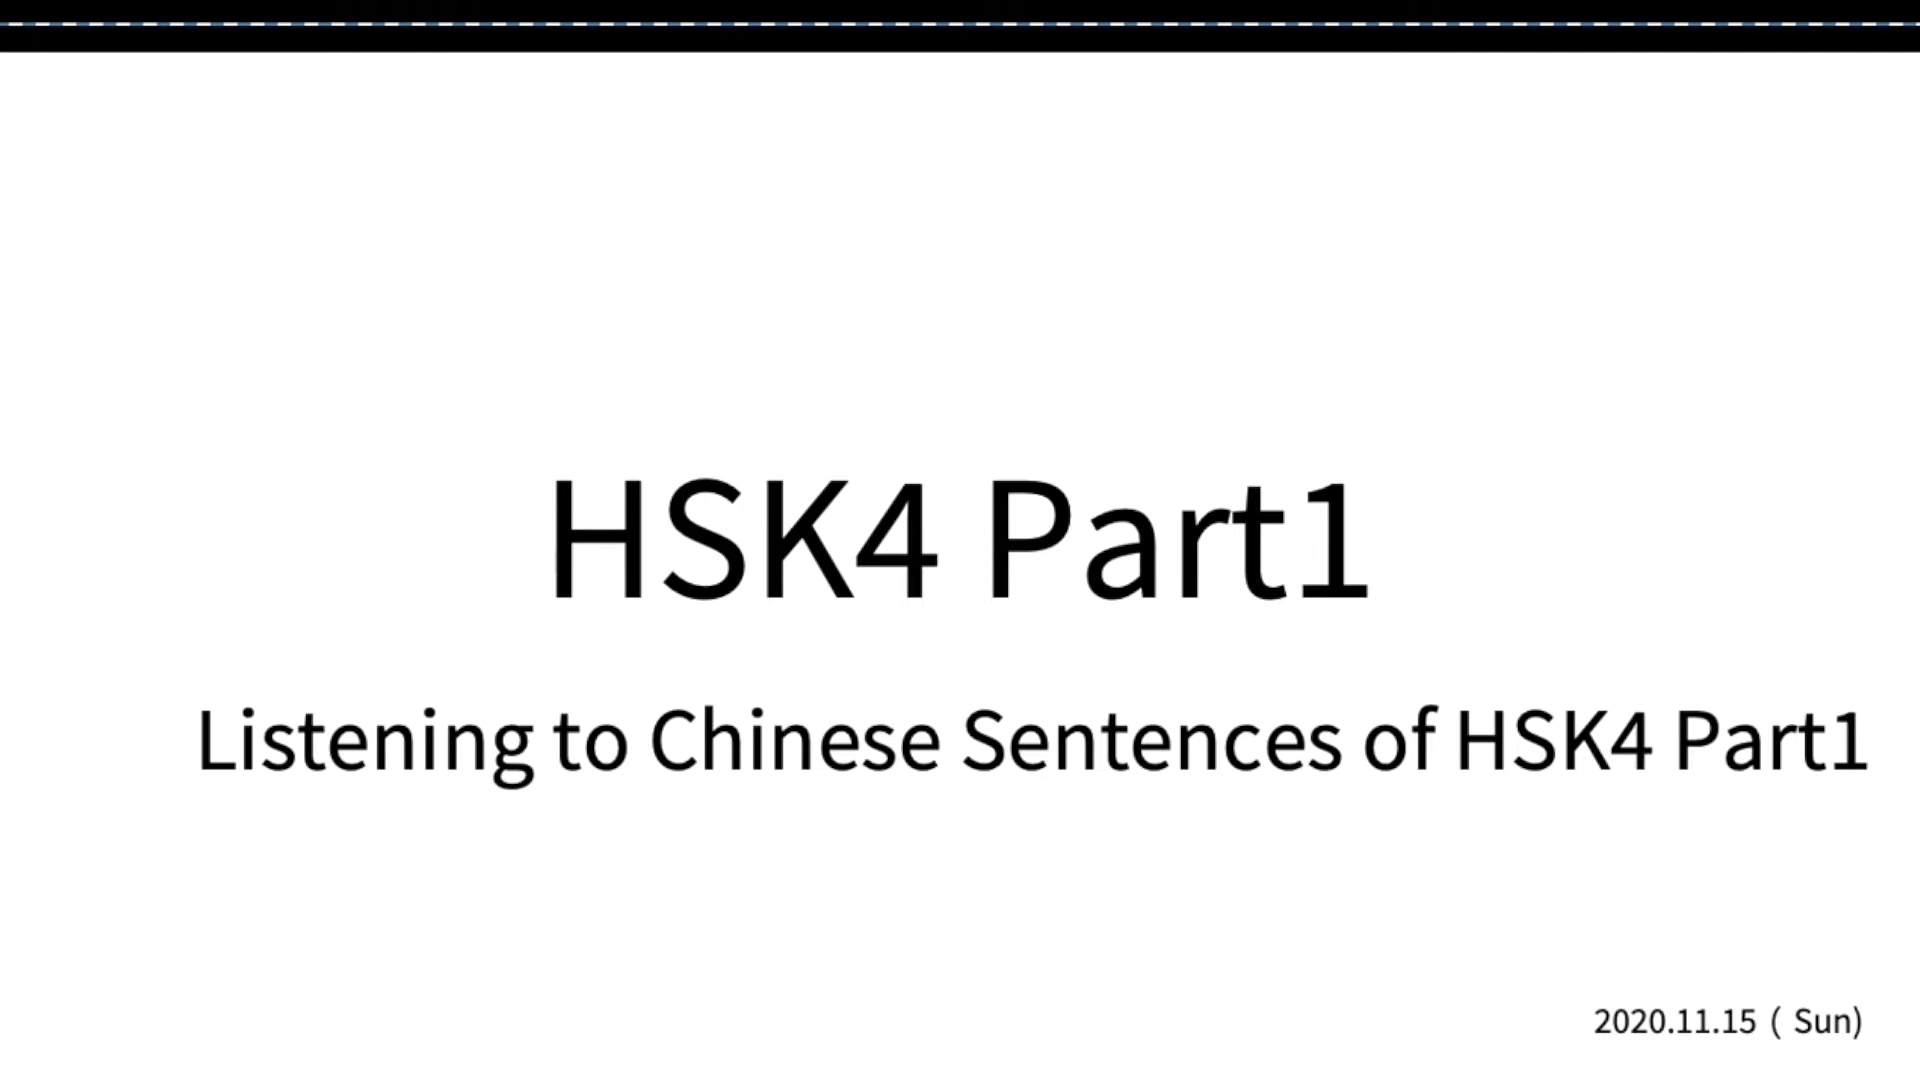 HSK4 Part1
Listening to Chinese Sentences of HSK4 Part1
2020.11.15 ( Sun)